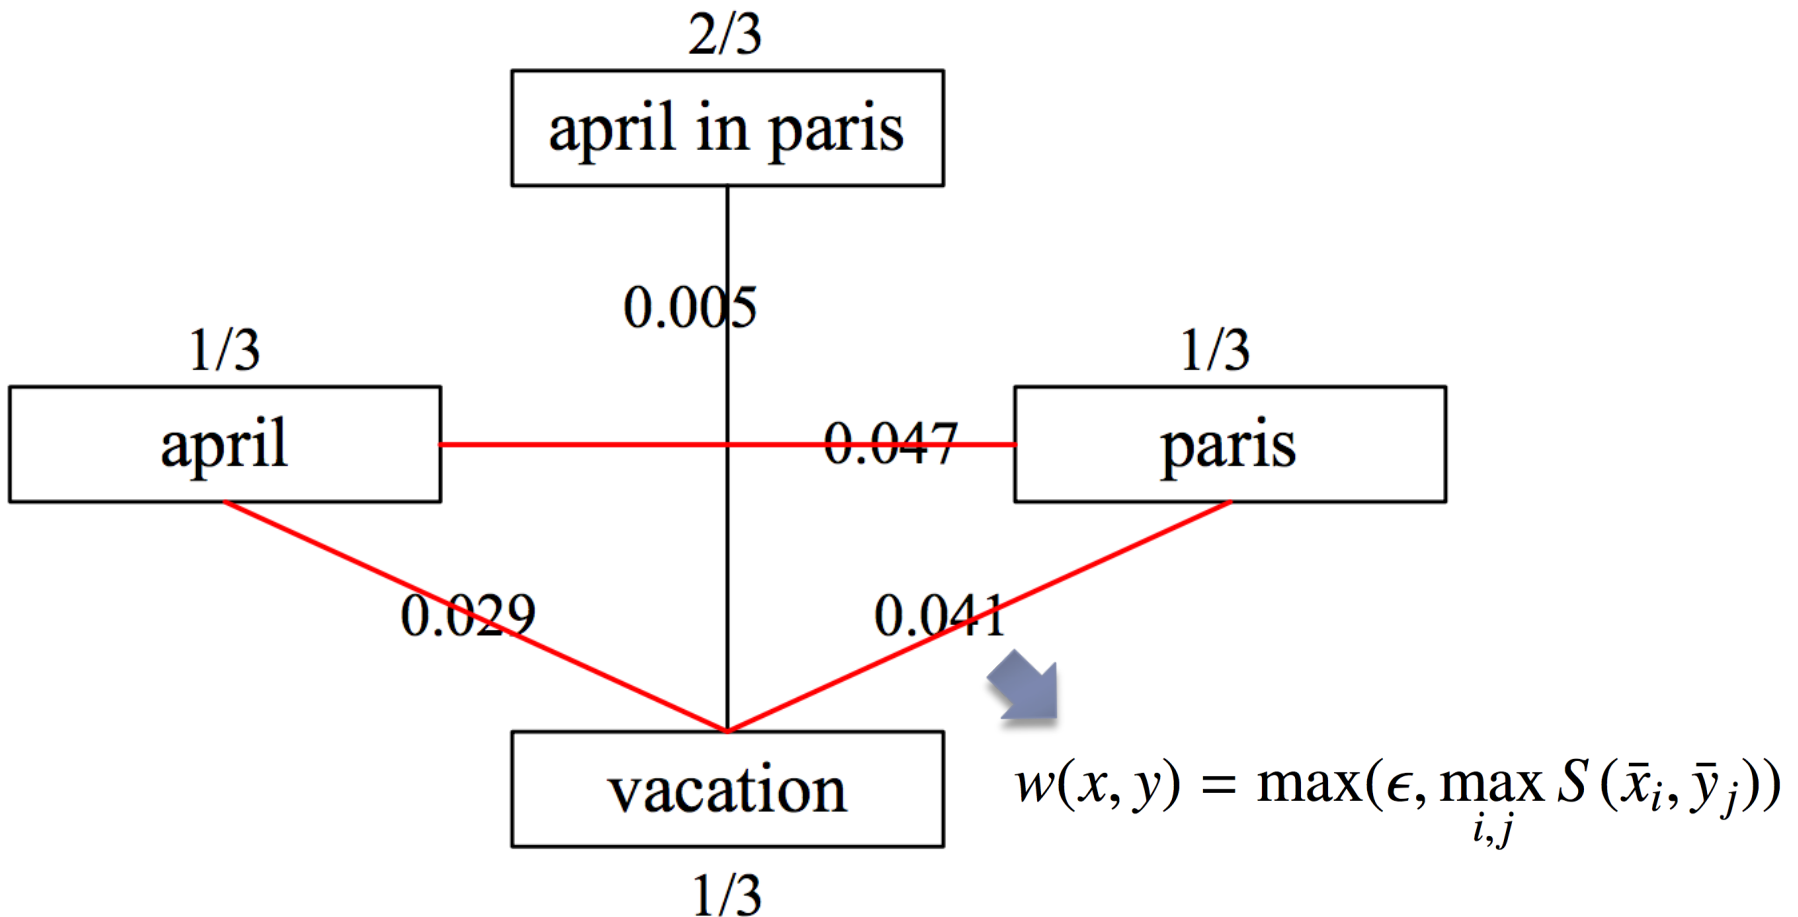 2/3
april in paris
0.005
1/3
1/3
april
0.047
paris
0.029
0.041
vacation
w(x, y) = max(ϵ, max S(x̄ᵢ, ȳⱼ))
i,j
1/3